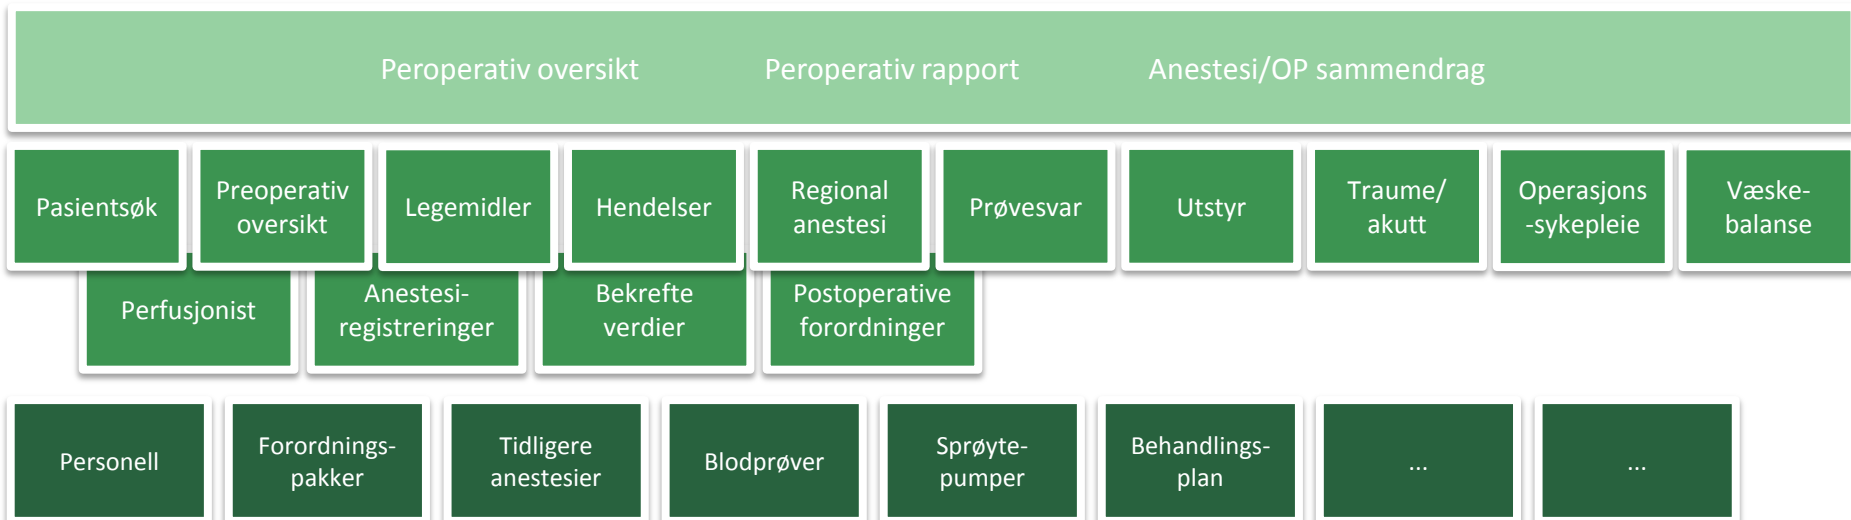 Peroperativ oversikt Peroperativ rapport Anestesi/OP sammendrag
Pasientsøk
Preoperativ
oversikt
Legemidler
Hendelser
Regional
anestesi
Prøvesvar
Utstyr
Traume/
akutt
Operasjons
-sykepleie
Væske-
balanse
Perfusjonist
Anestesi-
registreringer
Bekrefte
verdier
Postoperative
forordninger
Personell
Forordnings-
pakker
Tidligere
anestesier
Blodprøver
Sprøyte-
pumper
Behandlings-
plan
...
...